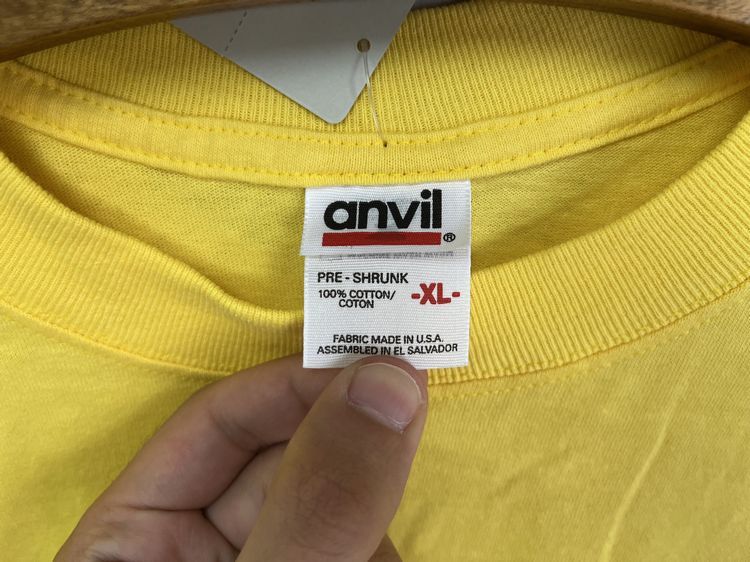 anvil
®
PRE - SHRUNK
100% COTTON/
COTON
-XL-
FABRIC MADE IN U.S.A.
ASSEMBLED IN EL SALVADOR